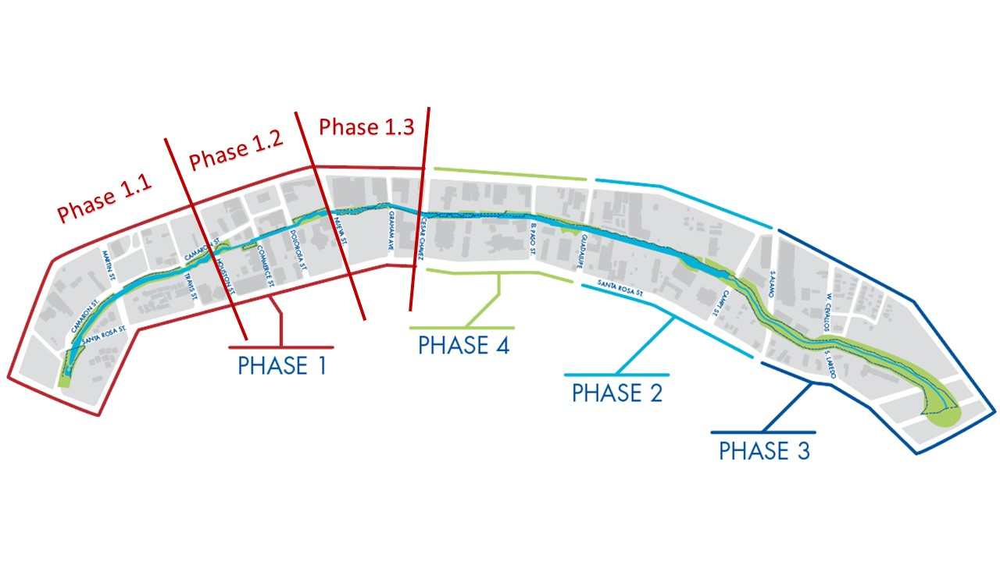 Phase 1.1
Phase 1.2
Phase 1.3
MARTIN ST.
CAMARON ST.
SANTA ROSA ST.
CAMARON ST.
TRAVIS ST.
HOUSTON ST.
COMMERCE ST.
DOLOROSA ST.
NUEVA ST.
GRAHAM AVE.
CESAR CHAVEZ
EL PASO ST.
GUADALUPE
SANTA ROSA ST.
CAMP ST.
S.ALAMO
W. CEVALLOS
S. LAREDO
PHASE 1
PHASE 4
PHASE 2
PHASE 3